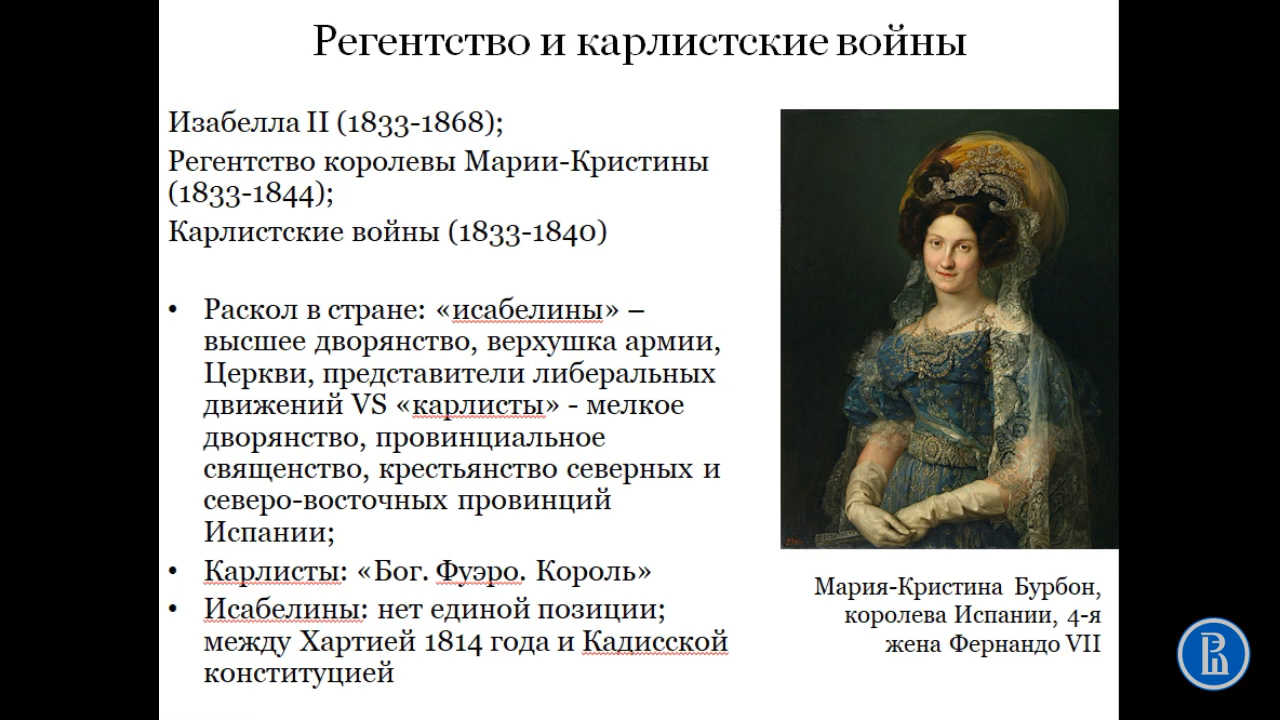 Регентство и карлистские войны
Изабелла II (1833-1868);
Регентство королевы Марии-Кристины
(1833-1844);
Карлистские войны (1833-1840)
• Раскол в стране: «исабелины» –
высшее дворянство, верхушка армии,
Церкви, представители либеральных
движений VS «карлисты» - мелкое
дворянство, провинциальное
священство, крестьянство северных и
северо-восточных провинций
Испании;
• Карлисты: «Бог. Фуэро. Король»
• Исабелины: нет единой позиции;
между Хартией 1814 года и Кадисской
конституцией
Мария-Кристина Бурбон,
королева Испании, 4-я
жена Фернандо VII